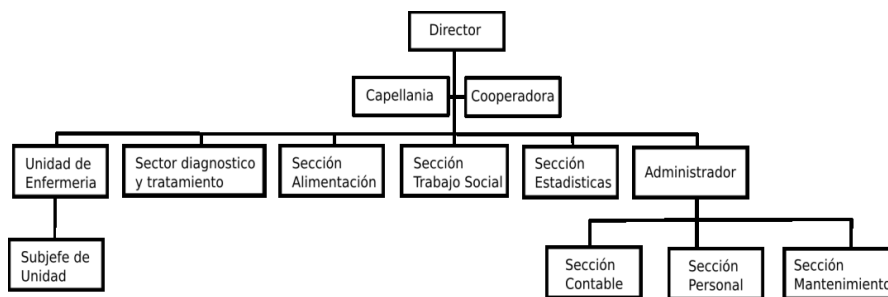 Director
Capellania
Cooperadora
Unidad de
Enfermeria
Sector diagnostico
y tratamiento
Sección
Alimentación
Sección
Trabajo Social
Sección
Estadisticas
Administrador
Subjefe de
Unidad
Sección
Contable
Sección
Personal
Sección
Mantenimiento